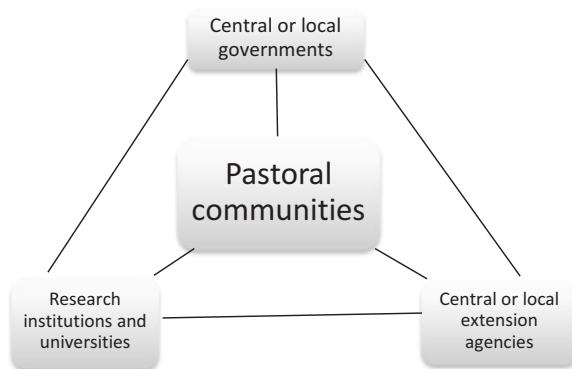 Central or local
governments
Pastoral
communities
Research
institutions and
universities
Central or local
extension
agencies